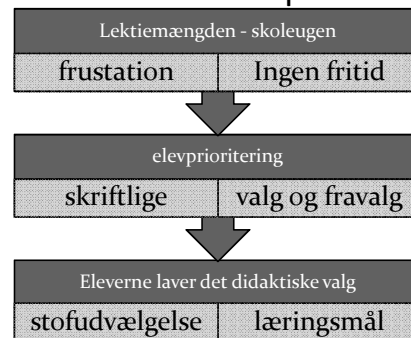 Lektiemængden - skoleugen
frustation Ingen fritid
elevprioritering
skriftlige valg og fravalg
Eleverne laver det didaktiske valg
stofudvælgelse læringsmål